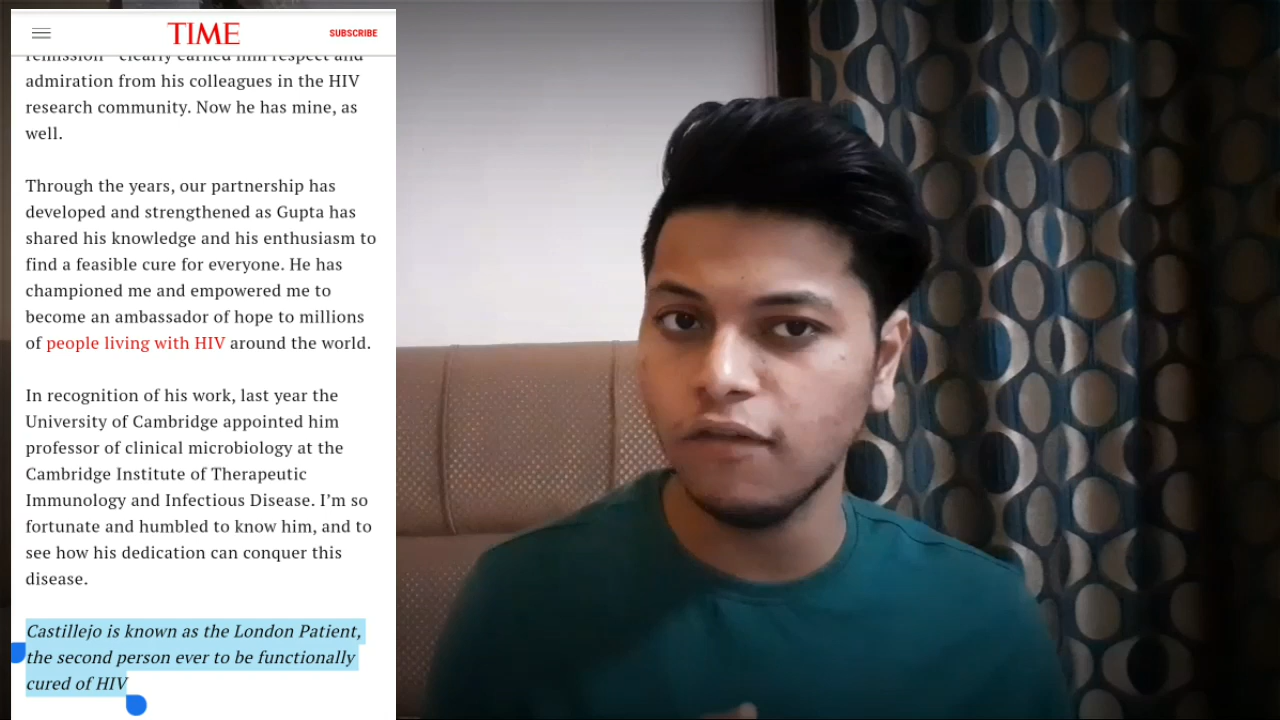 TIME
SUBSCRIBE
remission—clearly earned him respect and
admiration from his colleagues in the HIV
research community. Now he has mine, as
well.
Through the years, our partnership has
developed and strengthened as Gupta has
shared his knowledge and his enthusiasm to
find a feasible cure for everyone. He has
championed me and empowered me to
become an ambassador of hope to millions
of people living with HIV around the world.
In recognition of his work, last year the
University of Cambridge appointed him
professor of clinical microbiology at the
Cambridge Institute of Therapeutic
Immunology and Infectious Disease. I’m so
fortunate and humbled to know him, and to
see how his dedication can conquer this
disease.
Castillejo is known as the London Patient,
the second person ever to be functionally
cured of HIV